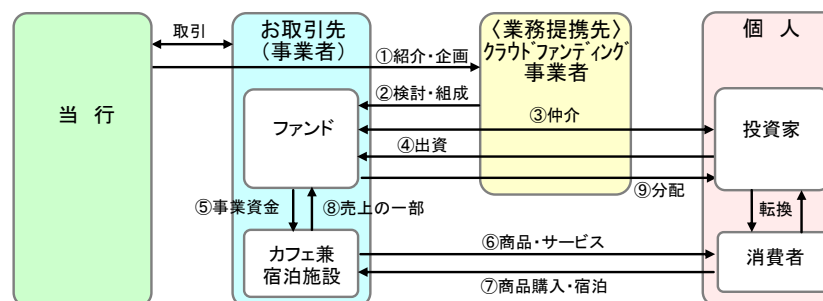 当 行
取引
お取引先
(事業者)
〈業務提携先〉
クラウドファンディング
事業者
個 人
①紹介・企画
②検討・組成
③仲介
④出資
⑨分配
ファンド
投資家
⑤事業資金
⑧売上の一部
転換
カフェ兼
宿泊施設
⑥商品・サービス
⑦商品購入・宿泊
消費者